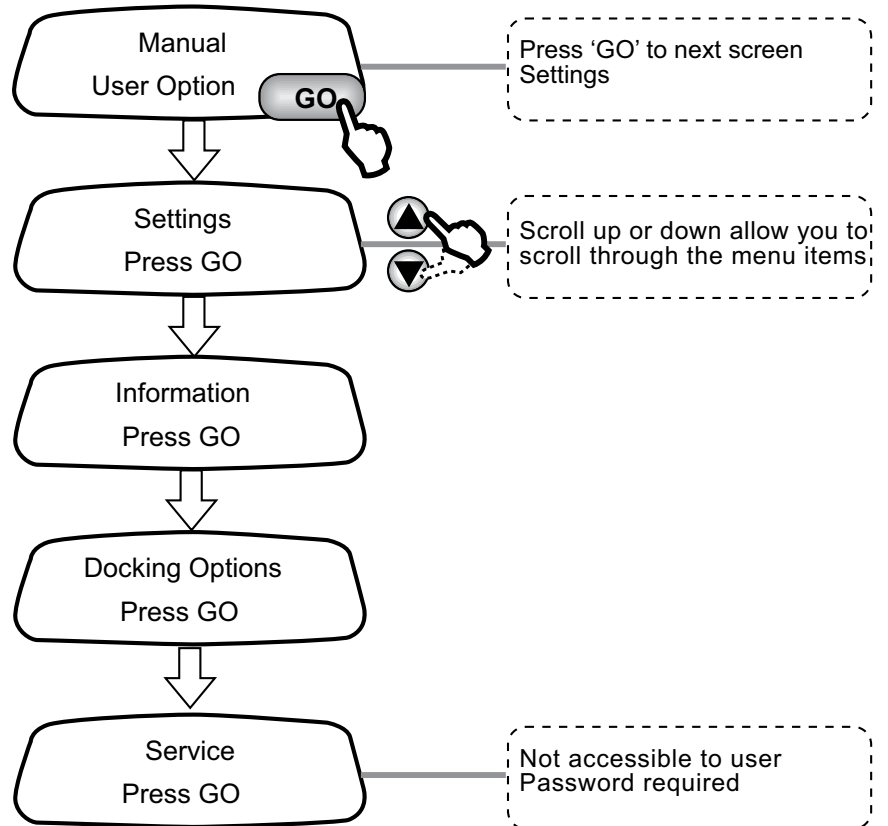 Manual
User Option
GO
Press ‘GO’ to next screen
Settings
Settings
Press GO
Scroll up or down allow you to
scroll through the menu items
Information
Press GO
Docking Options
Press GO
Service
Press GO
Not accessible to user
Password required